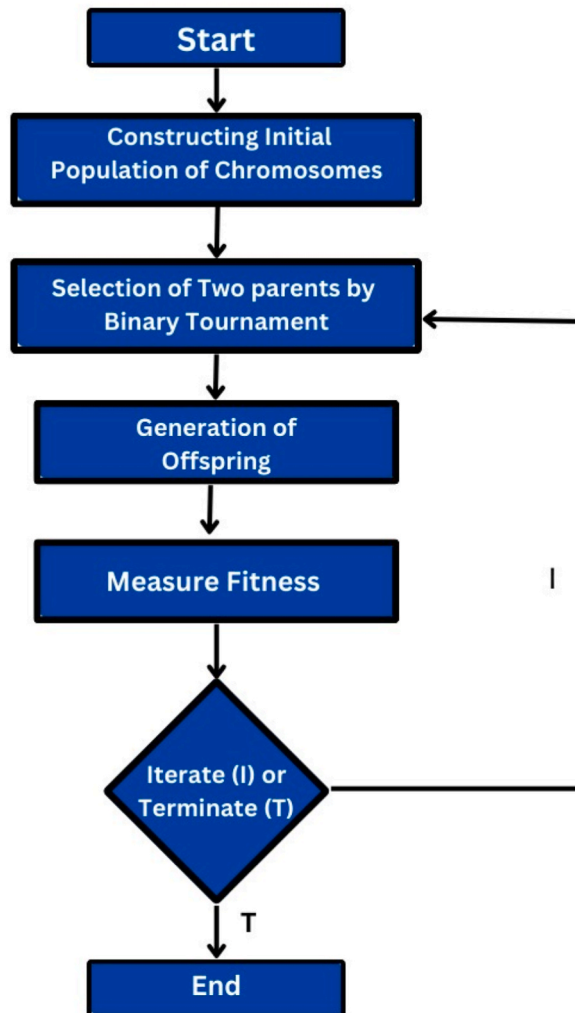 Start
Constructing Initial
Population of Chromosomes
Selection of Two parents by
Binary Tournament
Generation of
Offspring
Measure Fitness
I
Iterate (I) or
Terminate (T)
T
End